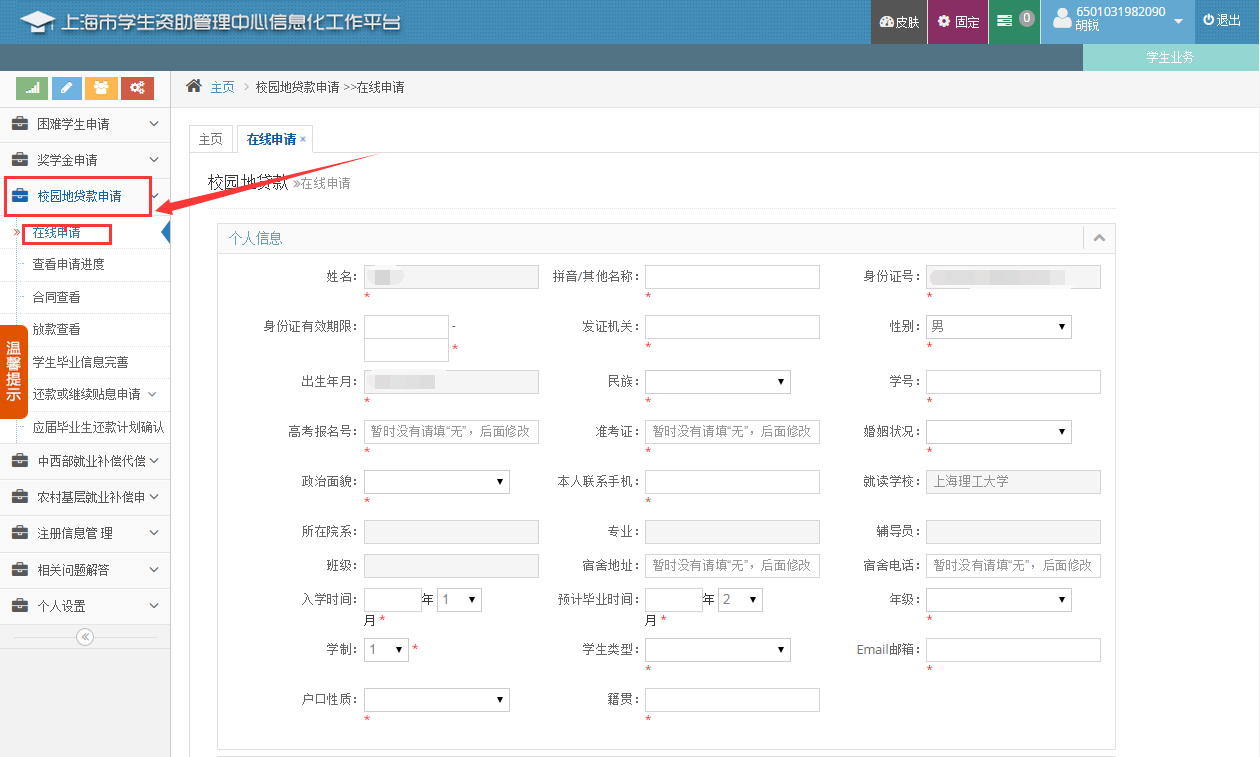 上海市学生资助管理中心信息化工作平台
皮肤
固定
0
6501031982090
胡锐
退出
学生业务
主页 校园地贷款申请 >>在线申请
困难学生申请
奖学金申请
校园地贷款申请
在线申请
查看申请进度
合同查看
放款查看
学生毕业信息完善
还款或继续贴息申请
应届毕业生还款计划确认
中西部就业补偿代偿
农村基层就业补偿申
注册信息管 理
相关问题解答
个人设置
温馨提示
主页 在线申请 ×
校园地贷款 »在线申请
个人信息
姓名： 拼音/其他名称： 身份证号：
* * *
身份证有效期限： - 发证机关： 性别： 男
* * *
出生年月： 民族： 学号：
* * *
高考报名号： 暂时没有请填“无”，后面修改 准考证： 暂时没有请填“无”，后面修改 婚姻状况：
* * *
政治面貌： 本人联系手机： 就读学校： 上海理工大学
* *
所在院系： 专业： 辅导员：
班级： 宿舍地址： 暂时没有请填“无”，后面修改 宿舍电话： 暂时没有请填“无”，后面修改
入学时间： 年 1 预计毕业时间： 年 2 年级：
月 * 月 * *
学制： 1 * 学生类型： Email邮箱：
* *
户口性质： 籍贯：
* *